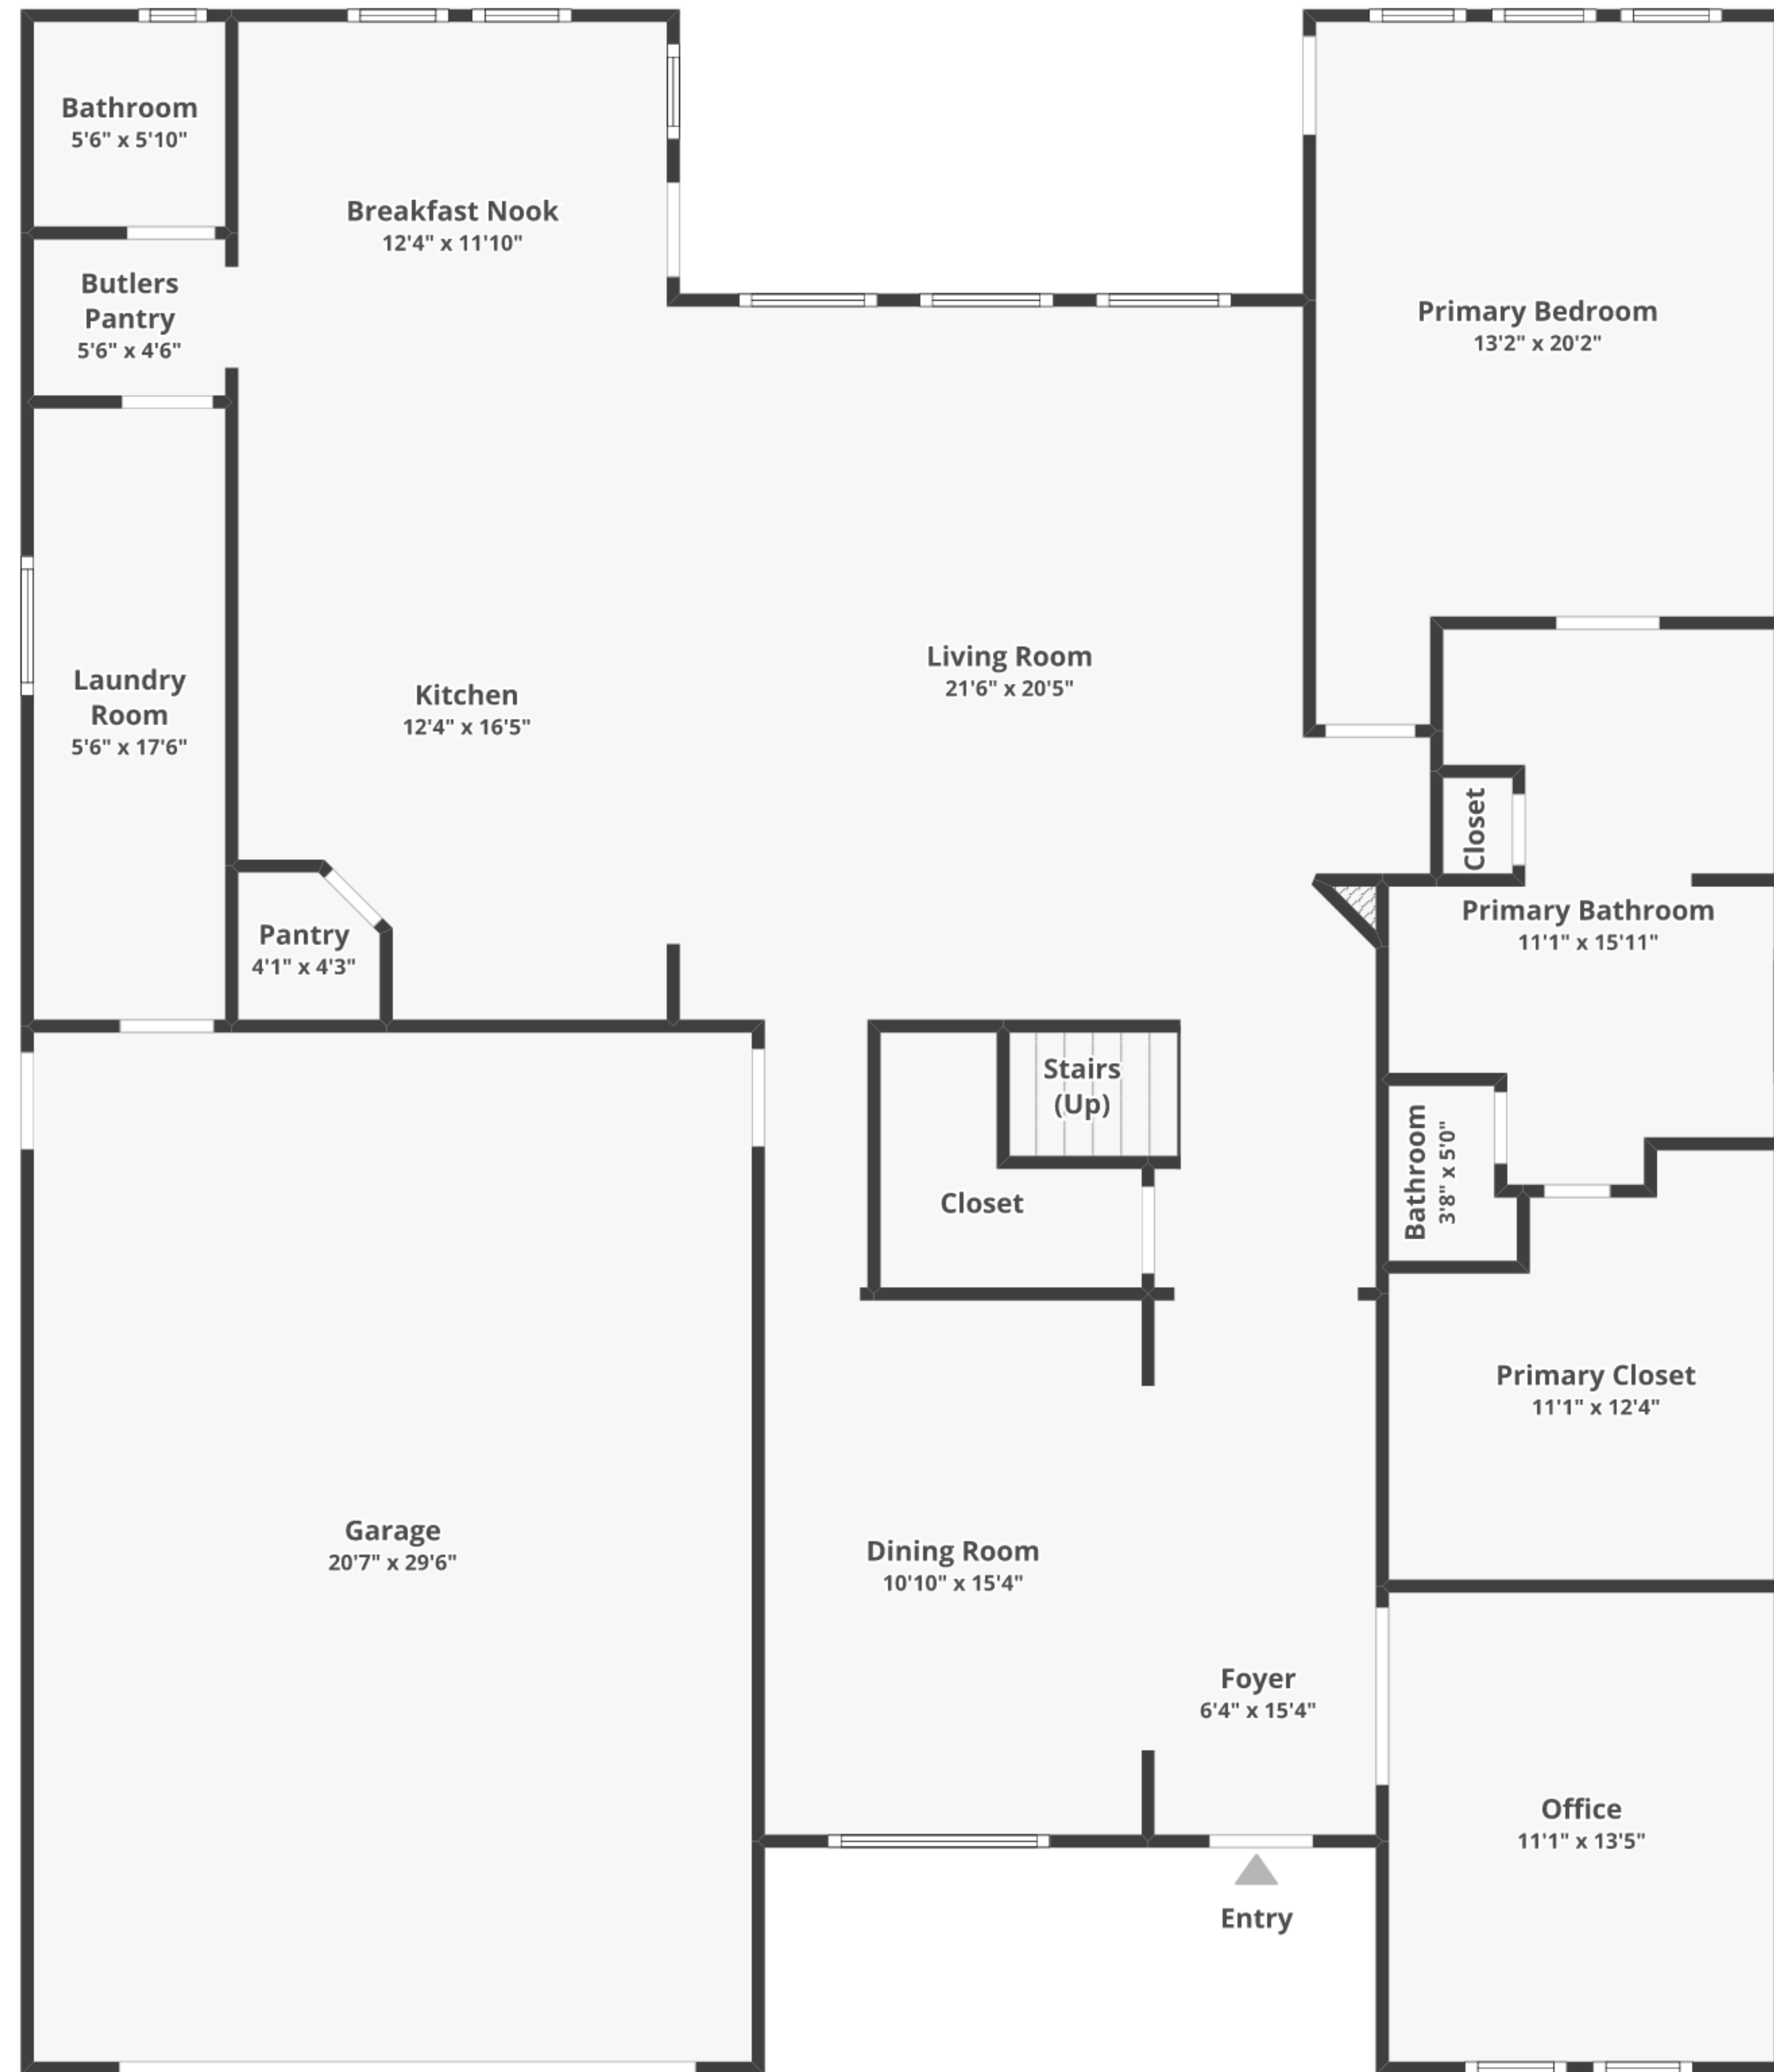 Bathroom
5'6" x 5'10"
Breakfast Nook
12'4" x 11'10"
Butlers
Pantry
5'6" x 4'6"
Primary Bedroom
13'2" x 20'2"
Laundry
Room
5'6" x 17'6"
Kitchen
12'4" x 16'5"
Living Room
21'6" x 20'5"
Closet
Pantry
4'1" x 4'3"
Primary Bathroom
11'1" x 15'11"
Stairs
(Up)
Closet
Bathroom
3'8" x 5'0"
Primary Closet
11'1" x 12'4"
Garage
20'7" x 29'6"
Dining Room
10'10" x 15'4"
Foyer
6'4" x 15'4"
Office
11'1" x 13'5"
Entry